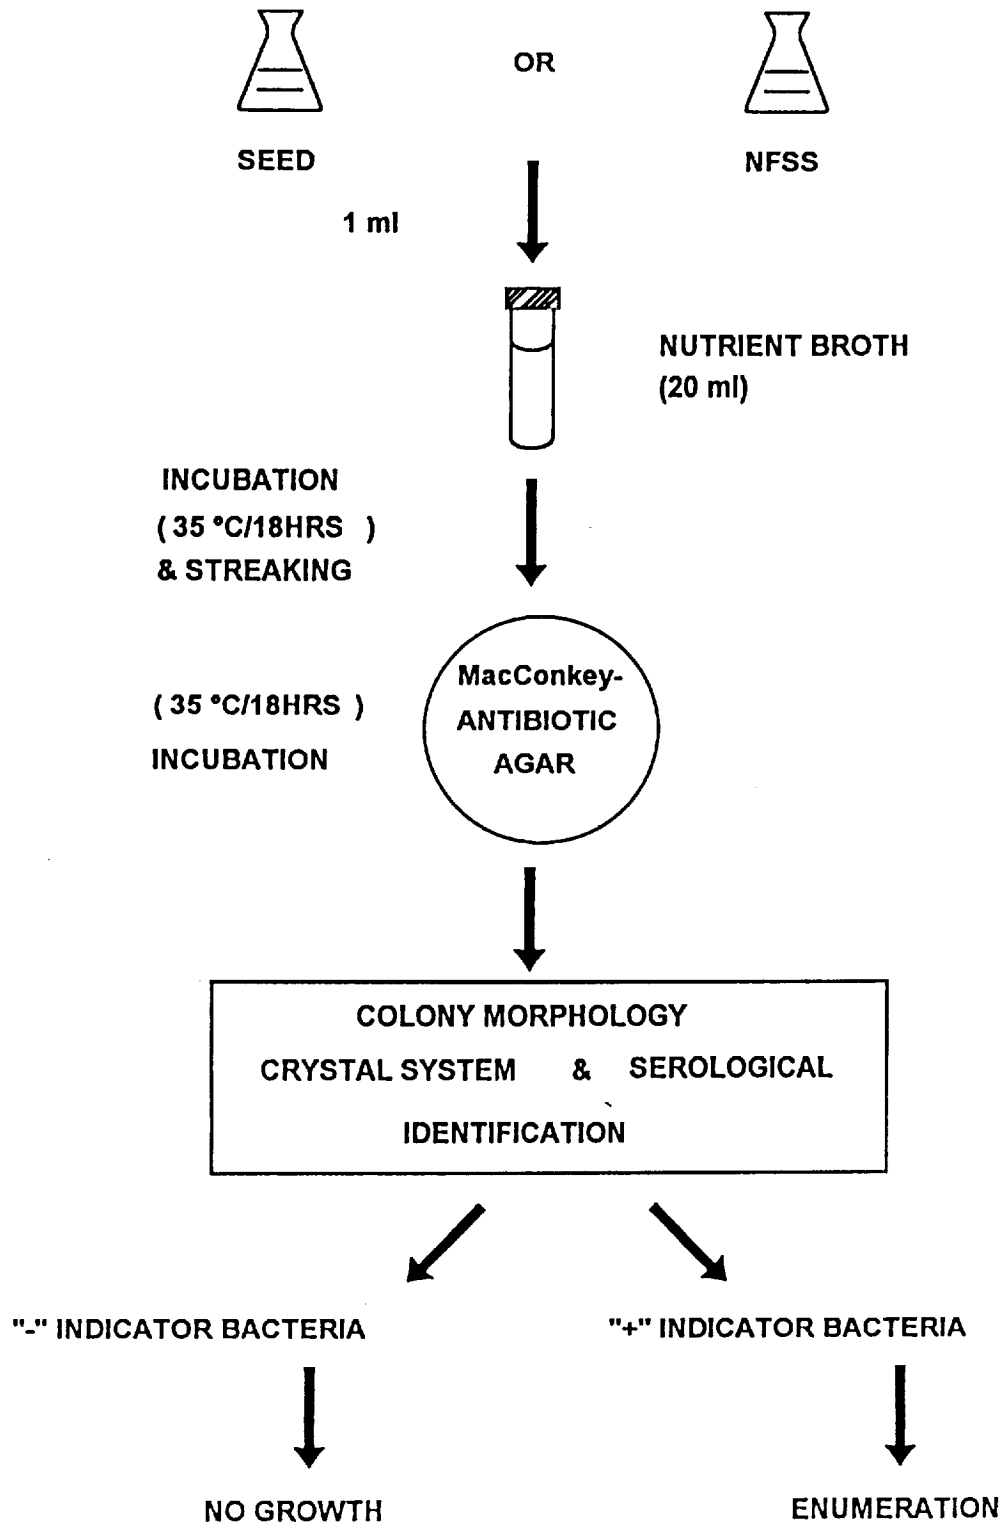 OR
SEED
NFSS
1 ml
NUTRIENT BROTH
(20 ml)
INCUBATION
( 35 °C/18HRS )
& STREAKING
MacConkey-
ANTIBIOTIC
AGAR
( 35 °C/18HRS )
INCUBATION
COLONY MORPHOLOGY
CRYSTAL SYSTEM & SEROLOGICAL
IDENTIFICATION
"-" INDICATOR BACTERIA
"+" INDICATOR BACTERIA
NO GROWTH
ENUMERATION